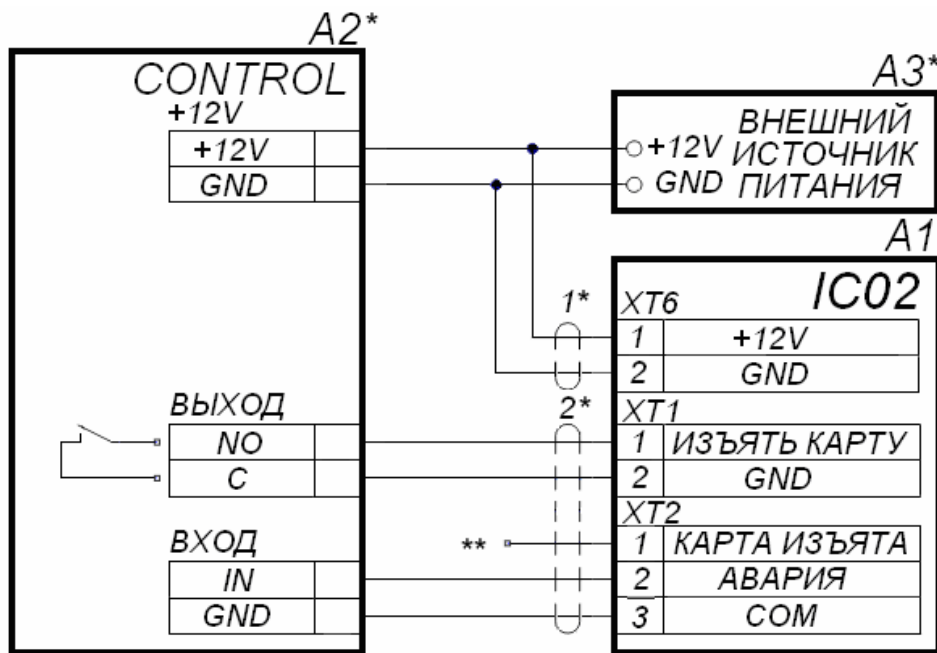 A2*
CONTROL
+12V
+12V
GND
ВЫХОД
NO
C
ВХОД
IN
GND
A3*
+12V
GND
ВНЕШНИЙ
ИСТОЧНИК
ПИТАНИЯ
A1
IC02
1*
XT6
1 +12V
2 GND
2*
XT1
1 ИЗЪЯТЬ КАРТУ
2 GND
XT2
** 1 КАРТА ИЗЪЯТА
2 АВАРИЯ
3 COM